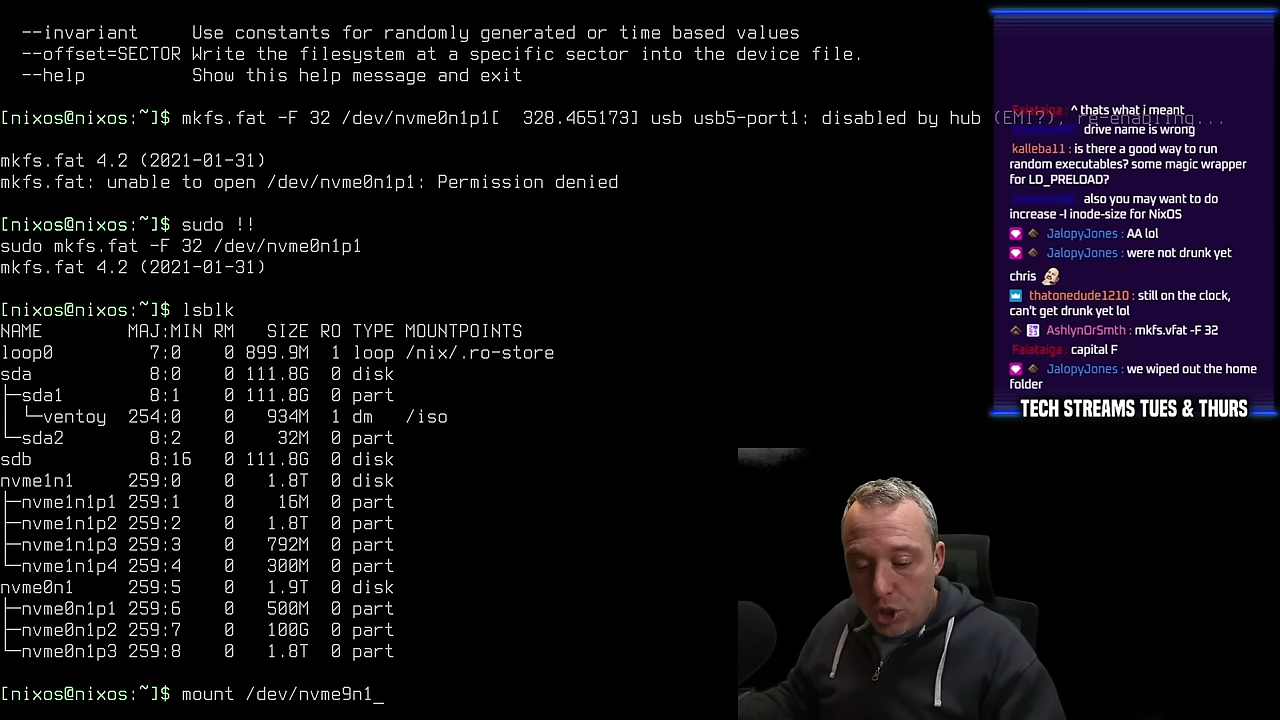 --invariant Use constants for randomly generated or time based values
--offset=SECTOR Write the filesystem at a specific sector into the device file.
--help Show this help message and exit
[nixos@nixos:~]$ mkfs.fat -F 32 /dev/nvme0n1p1[ 328.465173] usb usb5-port1: disabled by hub (EMI?), re-enabling...
mkfs.fat 4.2 (2021-01-31)
mkfs.fat: unable to open /dev/nvme0n1p1: Permission denied
[nixos@nixos:~]$ sudo !!
sudo mkfs.fat -F 32 /dev/nvme0n1p1
mkfs.fat 4.2 (2021-01-31)
[nixos@nixos:~]$ lsblk
NAME MAJ:MIN RM SIZE RO TYPE MOUNTPOINTS
loop0 7:0 0 899.9M 1 loop /nix/.ro-store
sda 8:0 0 111.8G 0 disk
├─sda1 8:1 0 111.8G 0 part
│ └─ventoy 254:0 0 934M 1 dm /iso
└─sda2 8:2 0 32M 0 part
sdb 8:16 0 111.8G 0 disk
nvme1n1 259:0 0 1.8T 0 disk
├─nvme1n1p1 259:1 0 16M 0 part
├─nvme1n1p2 259:2 0 1.8T 0 part
├─nvme1n1p3 259:3 0 792M 0 part
└─nvme1n1p4 259:4 0 300M 0 part
nvme0n1 259:5 0 1.9T 0 disk
├─nvme0n1p1 259:6 0 500M 0 part
├─nvme0n1p2 259:7 0 100G 0 part
└─nvme0n1p3 259:8 0 1.8T 0 part
[nixos@nixos:~]$ mount /dev/nvme9n1_
Faiataiga : ^ thats what i meant
drive name is wrong
kalleba11 : is there a good way to run
random executables? some magic wrapper
for LD_PRELOAD?
also you may want to do
increase -I inode-size for NixOS
JalopyJones : AA lol
JalopyJones : were not drunk yet
chris
thatonedude1210 : still on the clock,
can't get drunk yet lol
AshlynOrSmth : mkfs.vfat -F 32
Faiataiga : capital F
JalopyJones : we wiped out the home
folder
TECH STREAMS TUES & THURS